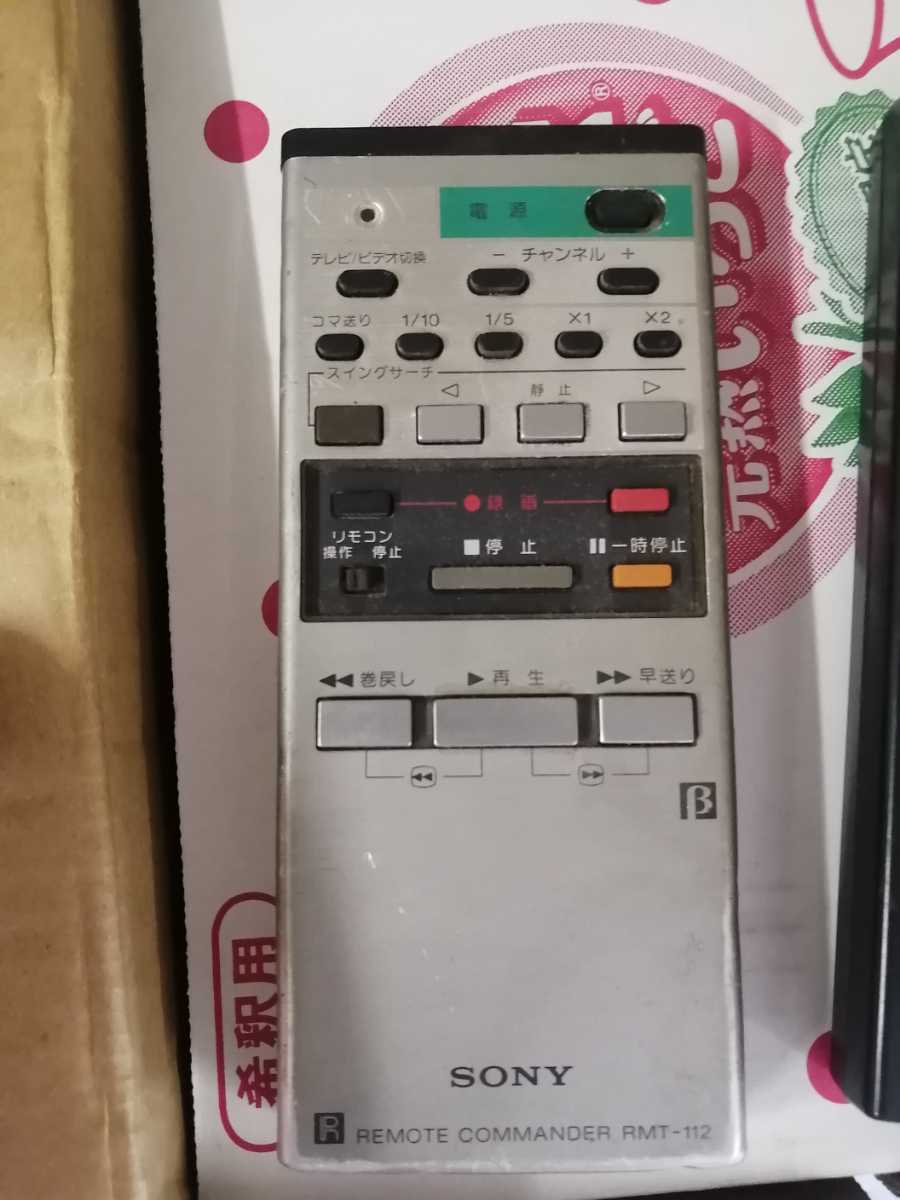 電源
テレビ/ビデオ切換 − チャンネル +
コマ送り 1/10 1/5 ×1 ×2
スイングサーチ
◁ 静止 ▷
● 録画
リモコン
操作 停止 ■停止 ❚❚一時停止
◀◀ 巻戻し ▶ 再生 ▶▶ 早送り
◀◀ ▶▶
β
SONY
R REMOTE COMMANDER RMT-112
希釈用
®